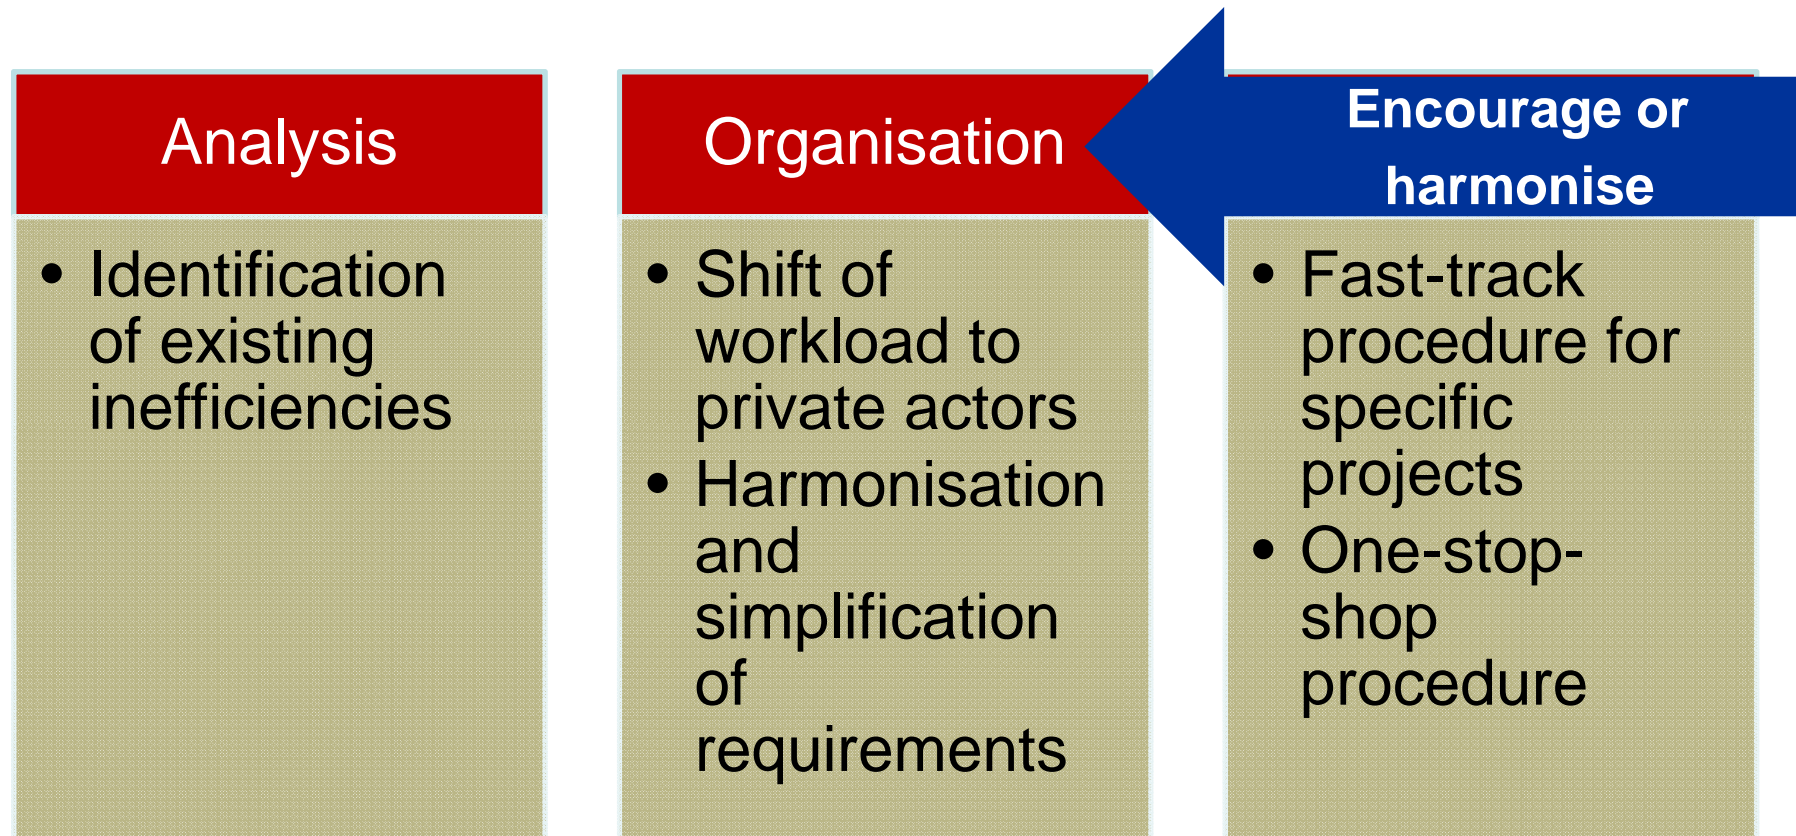 Analysis
• Identification
of existing
inefficiencies
Organisation
• Shift of
workload to
private actors
• Harmonisation
and
simplification
of
requirements
Encourage or
harmonise
• Fast-track
procedure for
specific
projects
• One-stop-
shop
procedure